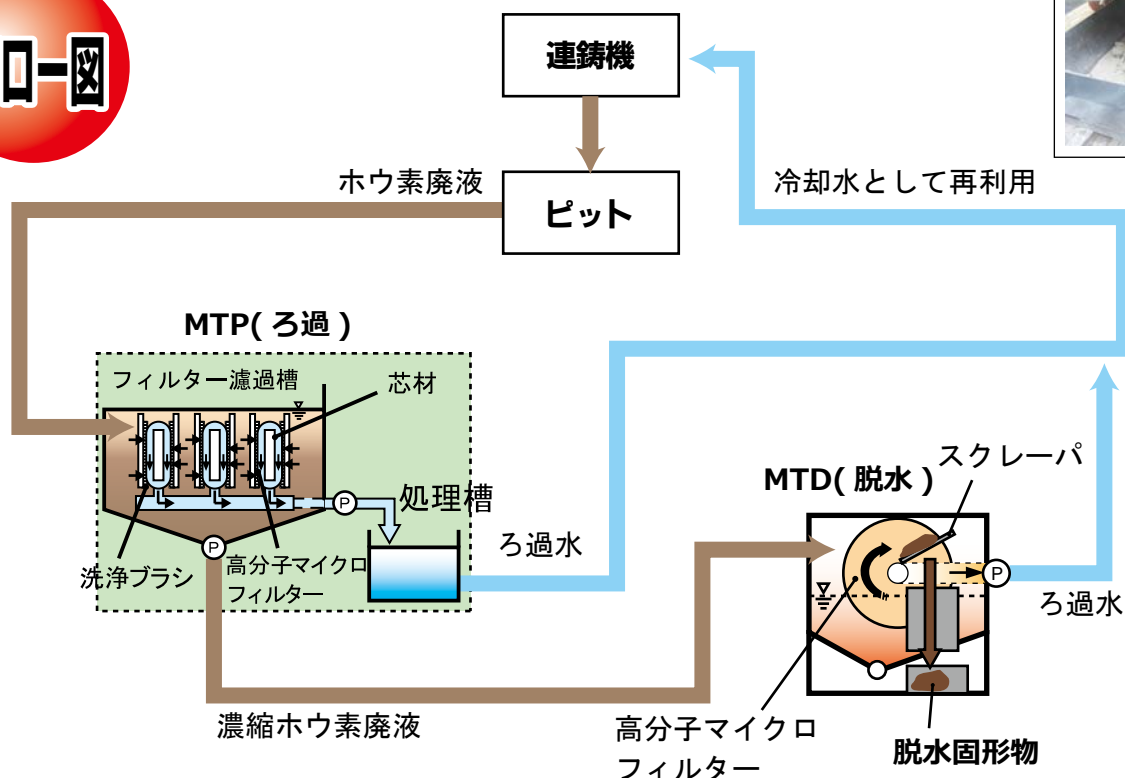 ロー図
連鋳機
ホウ素廃液
ピット
冷却水として再利用
MTP( ろ過 )
フィルター濾過槽
芯材
P
処理槽
P
洗浄ブラシ
高分子マイクロ
フィルター
ろ過水
スクレーパ
MTD( 脱水 )
P
ろ過水
濃縮ホウ素廃液
高分子マイクロ
フィルター
脱水固形物